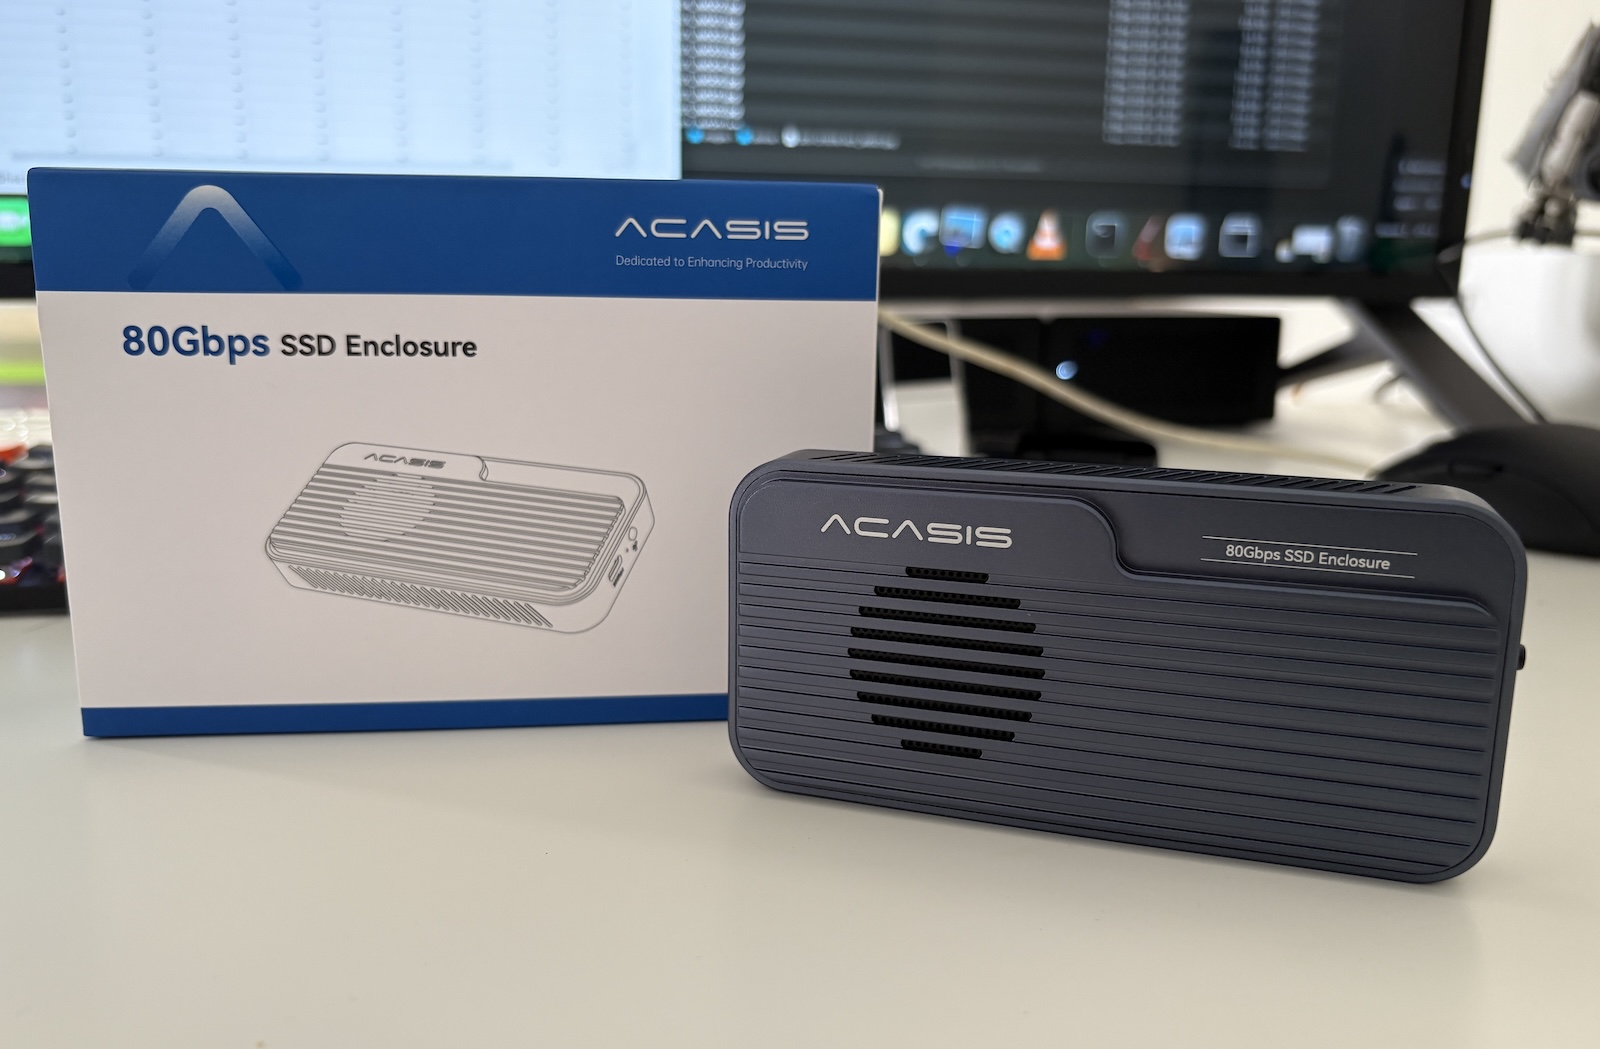 ACASIS
Dedicated to Enhancing Productivity
80Gbps SSD Enclosure
ACASIS
ACASIS
80Gbps SSD Enclosure